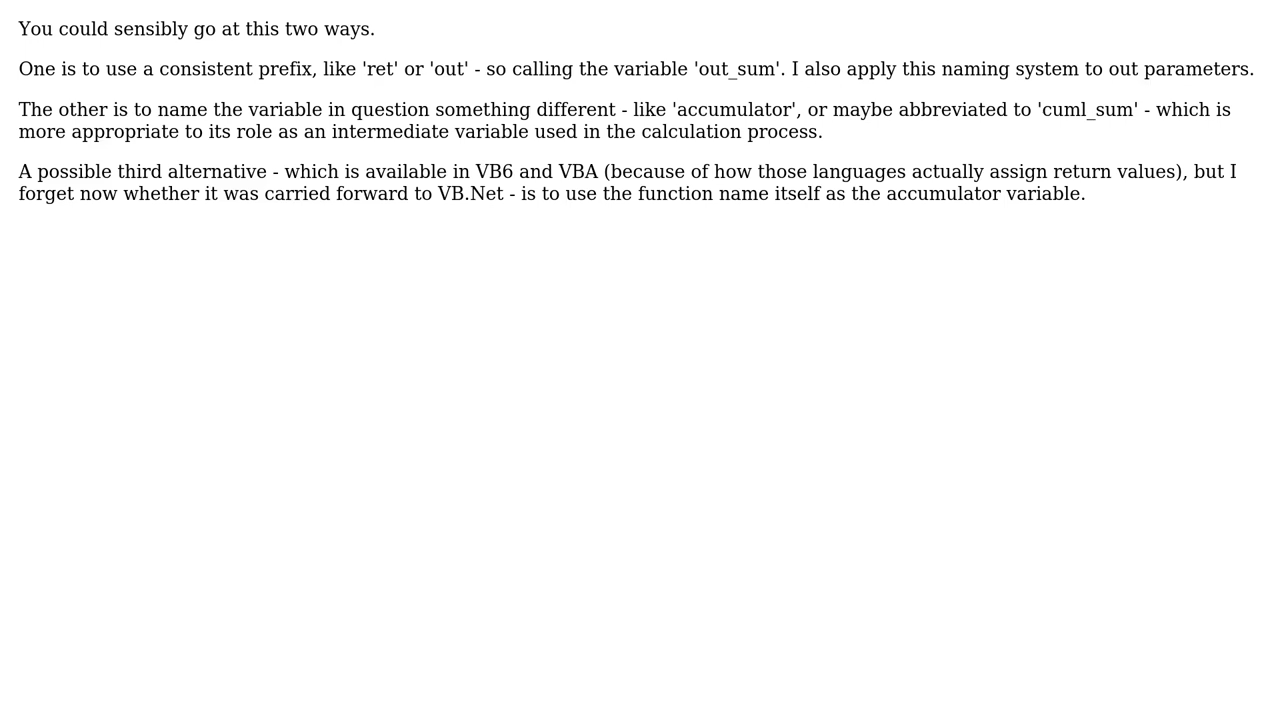 You could sensibly go at this two ways.
One is to use a consistent prefix, like 'ret' or 'out' - so calling the variable 'out_sum'. I also apply this naming system to out parameters.
The other is to name the variable in question something different - like 'accumulator', or maybe abbreviated to 'cuml_sum' - which is
more appropriate to its role as an intermediate variable used in the calculation process.
A possible third alternative - which is available in VB6 and VBA (because of how those languages actually assign return values), but I
forget now whether it was carried forward to VB.Net - is to use the function name itself as the accumulator variable.